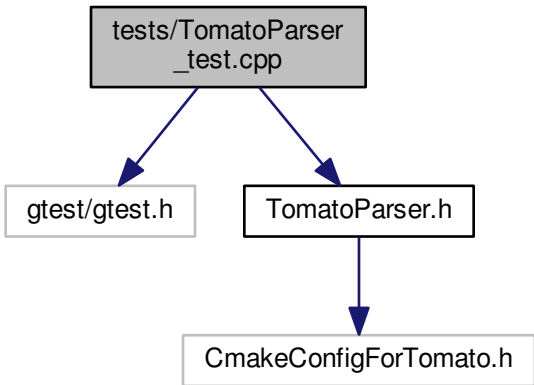 tests/TomatoParser
_test.cpp
gtest/gtest.h
TomatoParser.h
CmakeConfigForTomato.h